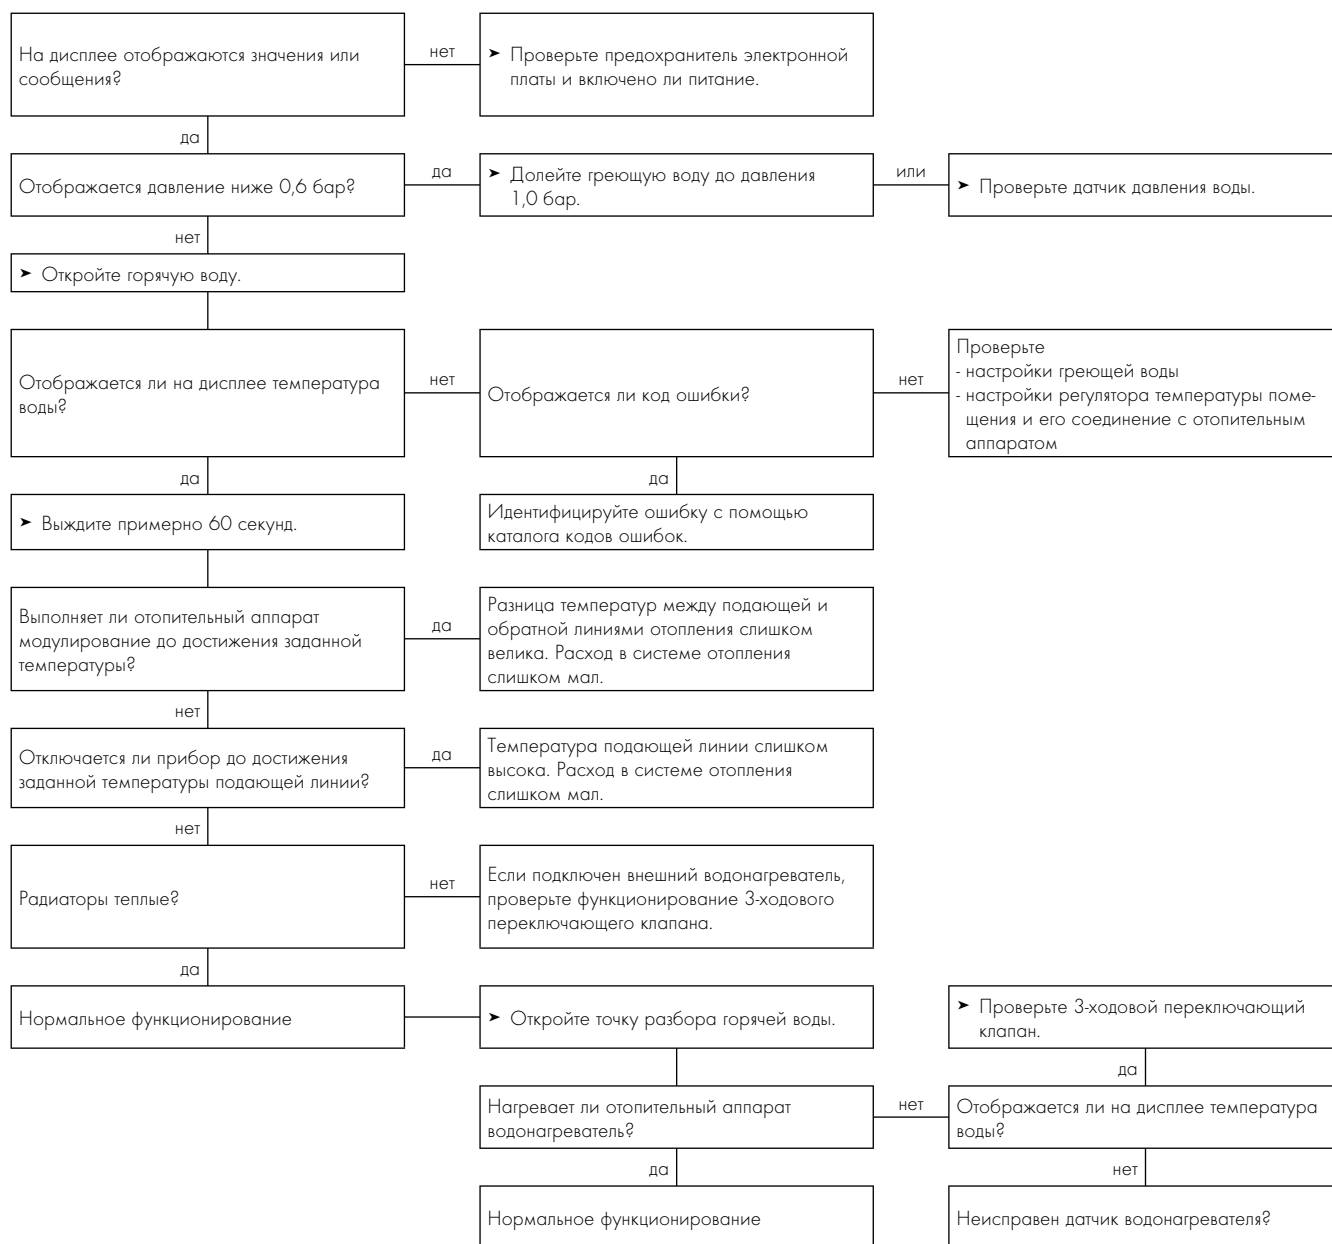 На дисплее отображаются значения или
сообщения?
нет
➤ Проверьте предохранитель электронной
платы и включено ли питание.
да
Отображается давление ниже 0,6 бар?
да
➤ Долейте греющую воду до давления
1,0 бар.
или
➤ Проверьте датчик давления воды.
нет
➤ Откройте горячую воду.
Отображается ли на дисплее температура
воды?
нет
Отображается ли код ошибки?
нет
Проверьте
- настройки греющей воды
- настройки регулятора температуры поме-
щения и его соединение с отопительным
аппаратом
да
да
➤ Выждите примерно 60 секунд.
Идентифицируйте ошибку с помощью
каталога кодов ошибок.
Выполняет ли отопительный аппарат
модулирование до достижения заданной
температуры?
да
Разница температур между подающей и
обратной линиями отопления слишком
велика. Расход в системе отопления
слишком мал.
нет
Отключается ли прибор до достижения
заданной температуры подающей линии?
да
Температура подающей линии слишком
высока. Расход в системе отопления
слишком мал.
нет
Радиаторы теплые?
нет
Если подключен внешний водонагреватель,
проверьте функционирование 3-ходового
переключающего клапана.
да
Нормальное функционирование
➤ Откройте точку разбора горячей воды.
➤ Проверьте 3-ходовой переключающий
клапан.
да
Нагревает ли отопительный аппарат
водонагреватель?
нет
Отображается ли на дисплее температура
воды?
да
нет
Нормальное функционирование
Неисправен датчик водонагревателя?